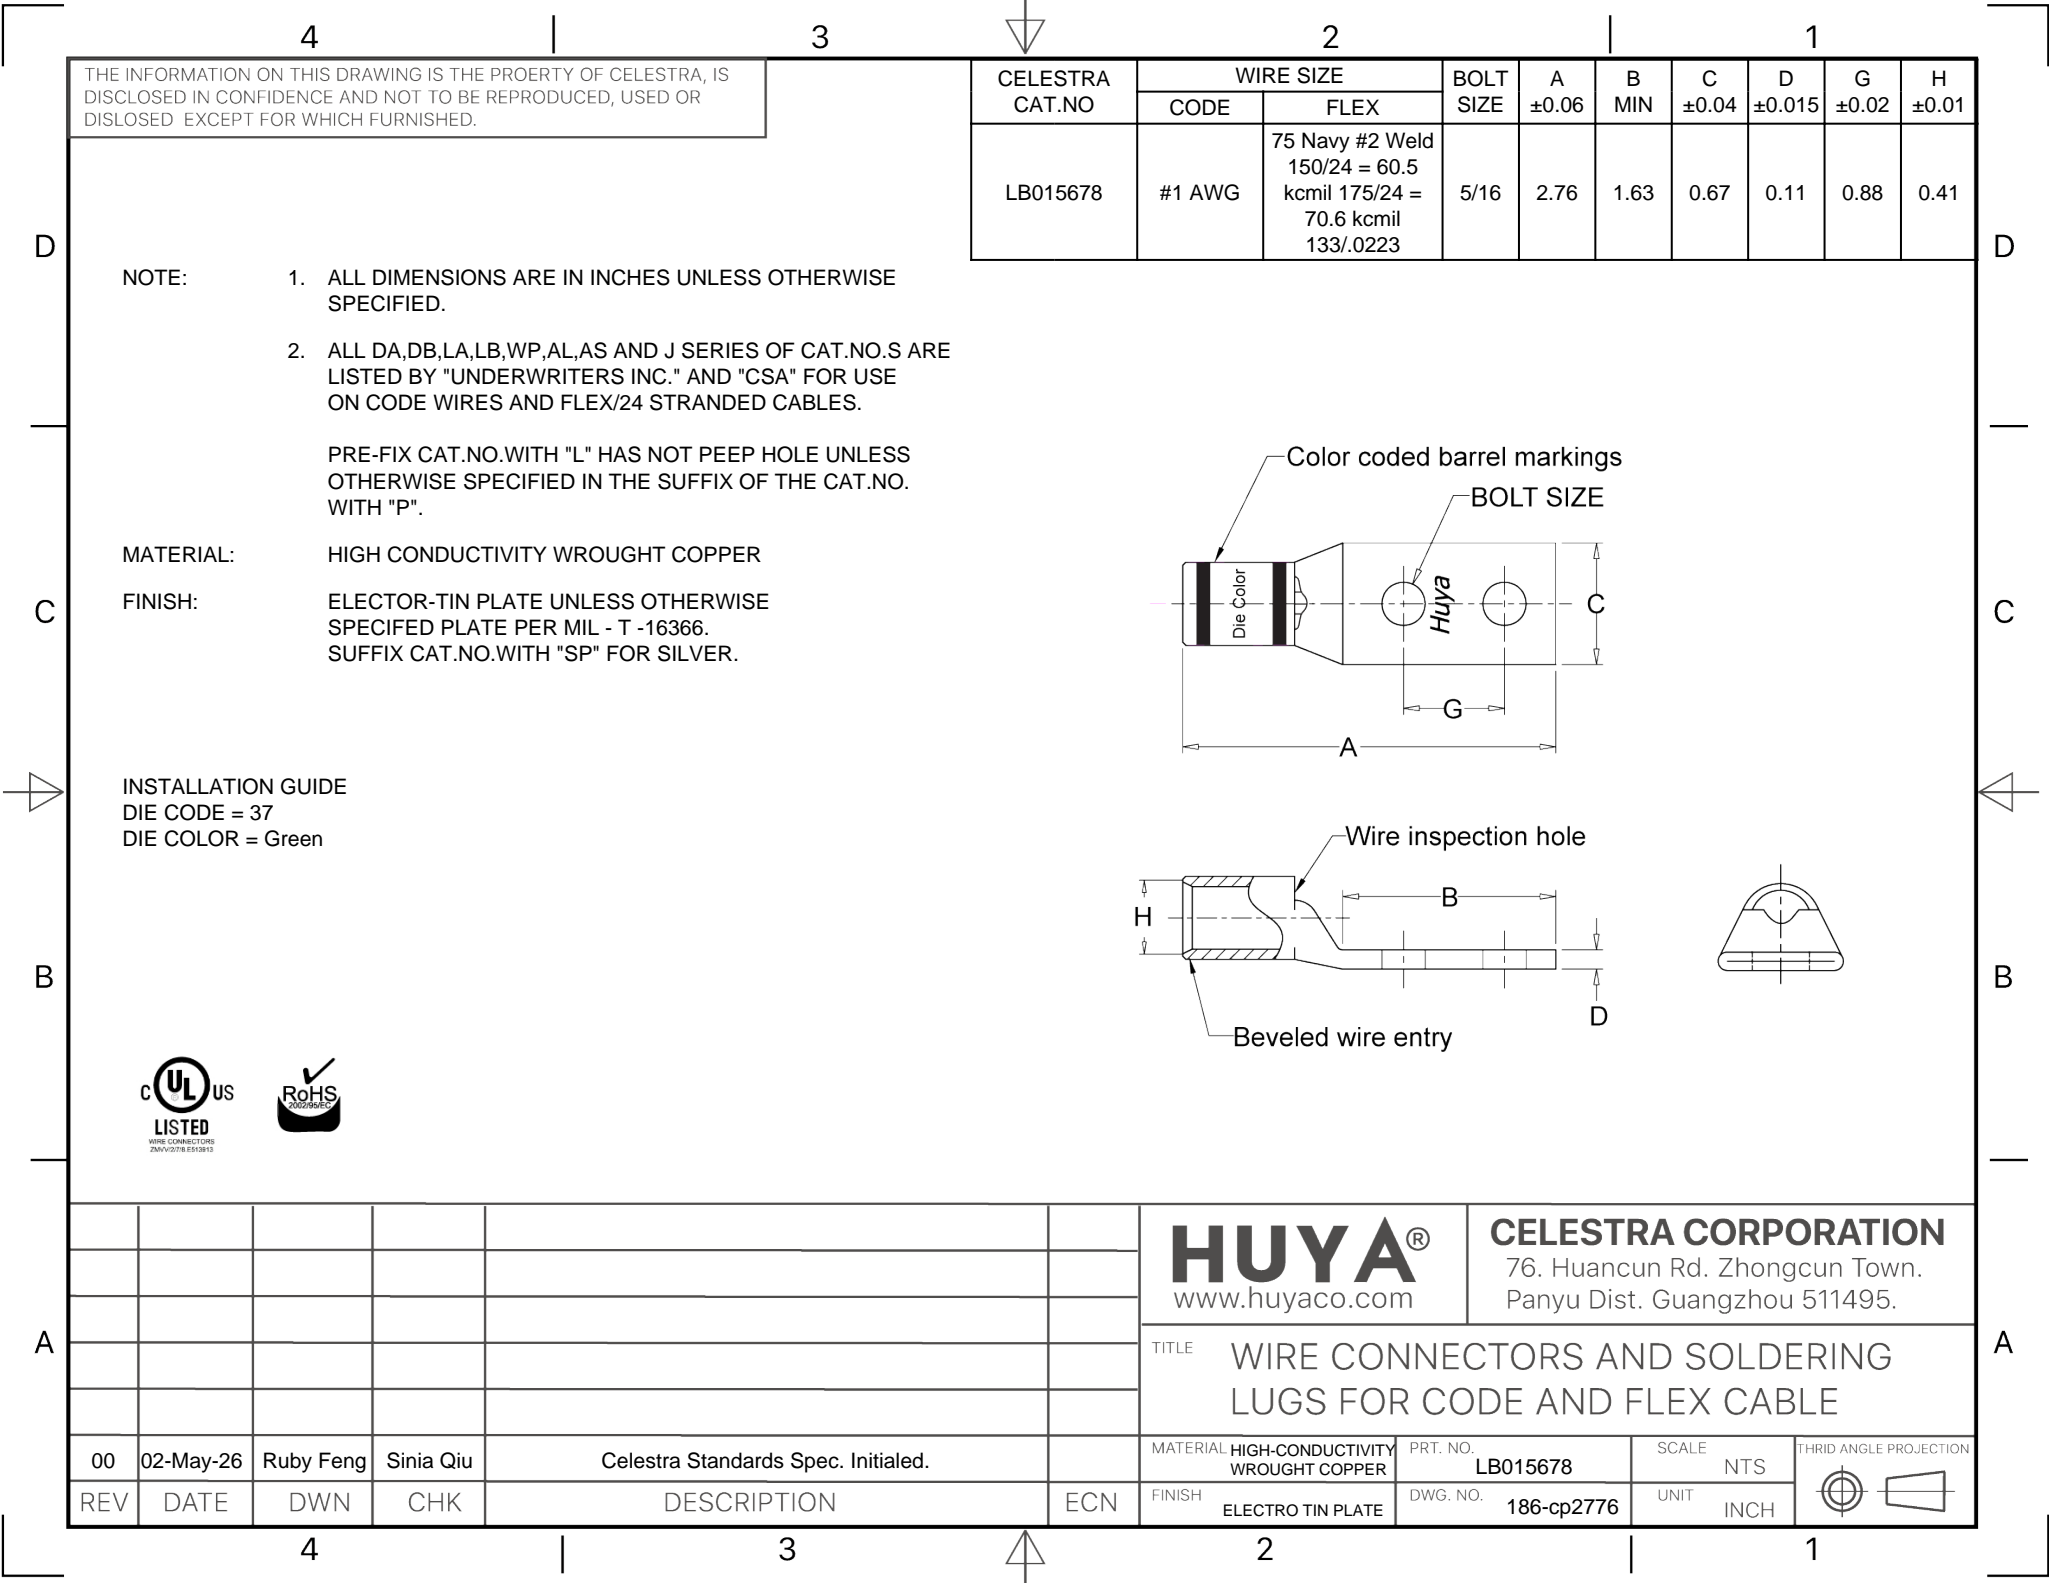 4 3 2 1
THE INFORMATION ON THIS DRAWING IS THE PROERTY OF CELESTRA, IS
DISCLOSED IN CONFIDENCE AND NOT TO BE REPRODUCED, USED OR
DISLOSED EXCEPT FOR WHICH FURNISHED.
CELESTRA CAT.NO
WIRE SIZE
CODE
FLEX
BOLT SIZE
A ±0.06
B MIN
C ±0.04
D ±0.015
G ±0.02
H ±0.01
LB015678
#1 AWG
75 Navy #2 Weld
150/24 = 60.5
kcmil 175/24 =
70.6 kcmil
133/.0223
5/16
2.76
1.63
0.67
0.11
0.88
0.41
D
D
NOTE:
1. ALL DIMENSIONS ARE IN INCHES UNLESS OTHERWISE
SPECIFIED.
2. ALL DA,DB,LA,LB,WP,AL,AS AND J SERIES OF CAT.NO.S ARE
LISTED BY "UNDERWRITERS INC." AND "CSA" FOR USE
ON CODE WIRES AND FLEX/24 STRANDED CABLES.
PRE-FIX CAT.NO.WITH "L" HAS NOT PEEP HOLE UNLESS
OTHERWISE SPECIFIED IN THE SUFFIX OF THE CAT.NO.
WITH "P".
MATERIAL: HIGH CONDUCTIVITY WROUGHT COPPER
FINISH: ELECTOR-TIN PLATE UNLESS OTHERWISE
SPECIFED PLATE PER MIL - T -16366.
SUFFIX CAT.NO.WITH "SP" FOR SILVER.
C
C
Color coded barrel markings
BOLT SIZE
Die Color
Huya
C
G
A
INSTALLATION GUIDE
DIE CODE = 37
DIE COLOR = Green
Wire inspection hole
H
B
D
Beveled wire entry
B
B
C UL US
LISTED
WIRE CONNECTORS
ZMVV/2/7/8.E513913
RoHS
2002/95/EC
A
A
HUYA®
www.huyaco.com
CELESTRA CORPORATION
76. Huancun Rd. Zhongcun Town.
Panyu Dist. Guangzhou 511495.
TITLE
WIRE CONNECTORS AND SOLDERING
LUGS FOR CODE AND FLEX CABLE
00 02-May-26 Ruby Feng Sinia Qiu Celestra Standards Spec. Initialed.
REV DATE DWN CHK DESCRIPTION ECN
MATERIAL HIGH-CONDUCTIVITY
WROUGHT COPPER
PRT. NO.
LB015678
SCALE
NTS
THRID ANGLE PROJECTION
FINISH
ELECTRO TIN PLATE
DWG. NO.
186-cp2776
UNIT
INCH
4 3 2 1